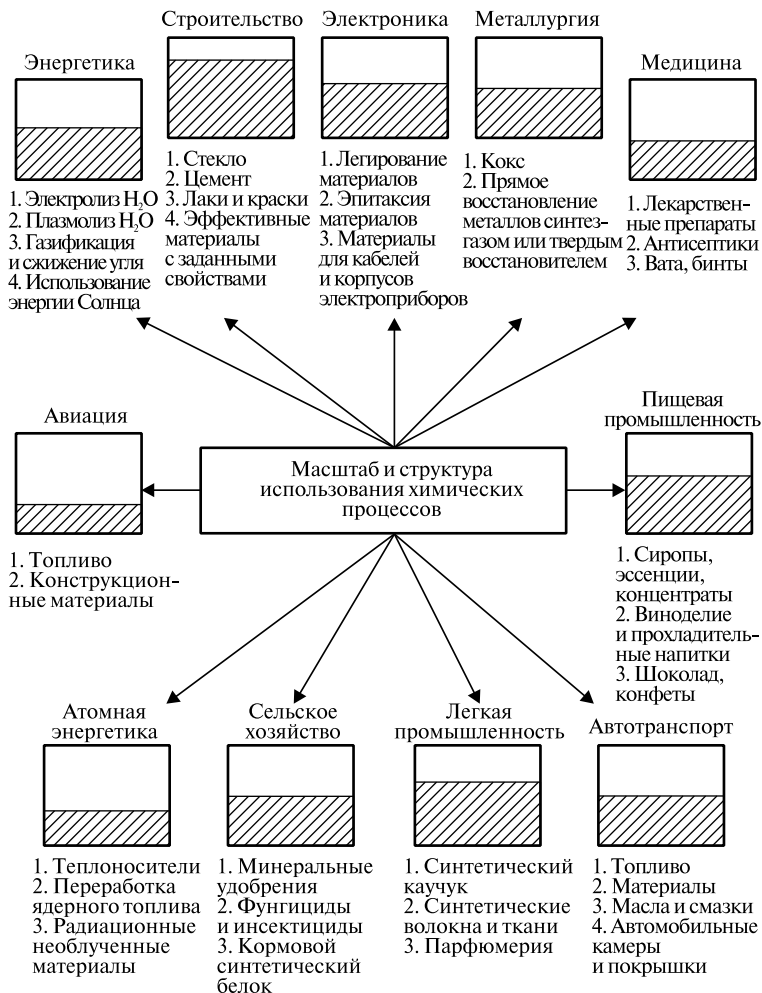 Энергетика
1. Электролиз H₂O
2. Плазмолиз H₂O
3. Газификация
и сжижение угля
4. Использование
энергии Солнца
Строительство
1. Стекло
2. Цемент
3. Лаки и краски
4. Эффективные
материалы
с заданными
свойствами
Электроника
1. Легирование
материалов
2. Эпитаксия
материалов
3. Материалы
для кабелей
и корпусов
электроприборов
Металлургия
1. Кокс
2. Прямое
восстановление
металлов синтез-
газом или твердым
восстановителем
Медицина
1. Лекарствен-
ные препараты
2. Антисептики
3. Вата, бинты
Авиация
1. Топливо
2. Конструкцион-
ные материалы
Масштаб и структура
использования химических
процессов
Пищевая
промышленность
1. Сиропы,
эссенции,
концентраты
2. Виноделие
и прохладитель-
ные напитки
3. Шоколад,
конфеты
Атомная
энергетика
1. Теплоносители
2. Переработка
ядерного топлива
3. Радиационные
необлученные
материалы
Сельское
хозяйство
1. Минеральные
удобрения
2. Фунгициды
и инсектициды
3. Кормовой
синтетический
белок
Легкая
промышленность
1. Синтетический
каучук
2. Синтетические
волокна и ткани
3. Парфюмерия
Автотранспорт
1. Топливо
2. Материалы
3. Масла и смазки
4. Автомобильные
камеры
и покрышки